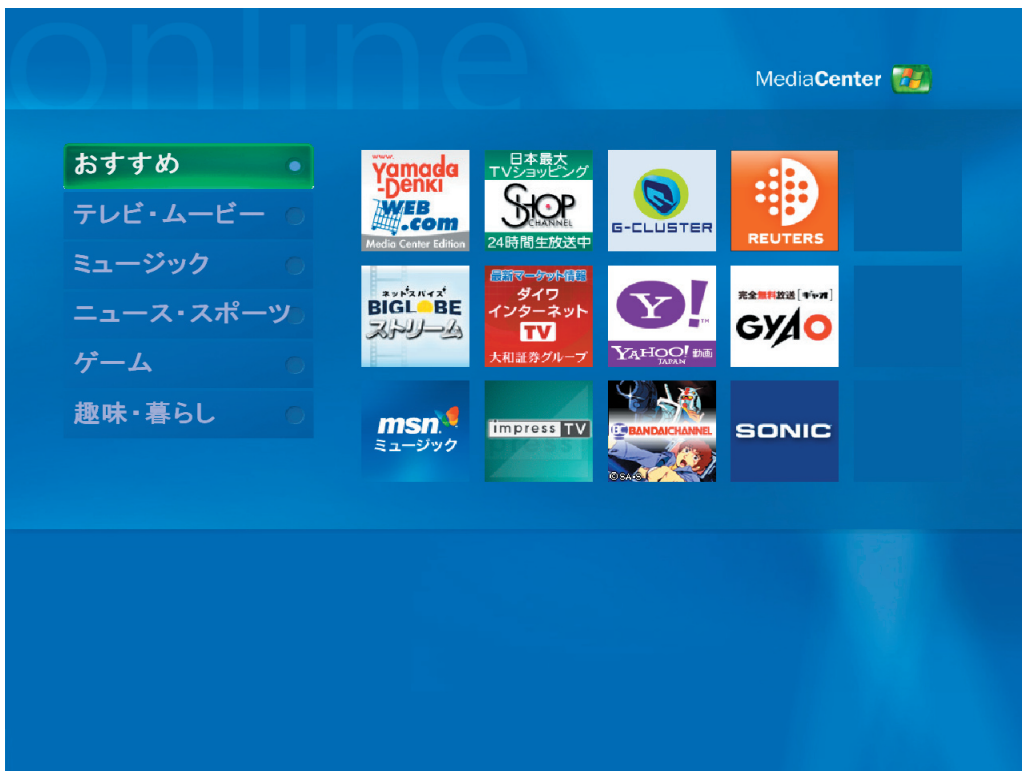 online
MediaCenter
おすすめ
テレビ・ムービー
ミュージック
ニュース・スポーツ
ゲーム
趣味・暮らし
www.
Yamada
-Denki
WEB
.com
Media Center Edition
日本最大
TVショッピング
SHOP
CHANNEL
24時間生放送中
G-CLUSTER
REUTERS
ネットスパイス
BIGLOBE
ストリーム
最新マーケット情報
ダイワ
インターネット
TV
大和証券グループ
Y!
YAHOO! 動画
JAPAN
完全無料放送[ギャオ]
GYAO
msn
ミュージック
impress TV
BC BANDAICHANNEL
©SA・S
SONIC